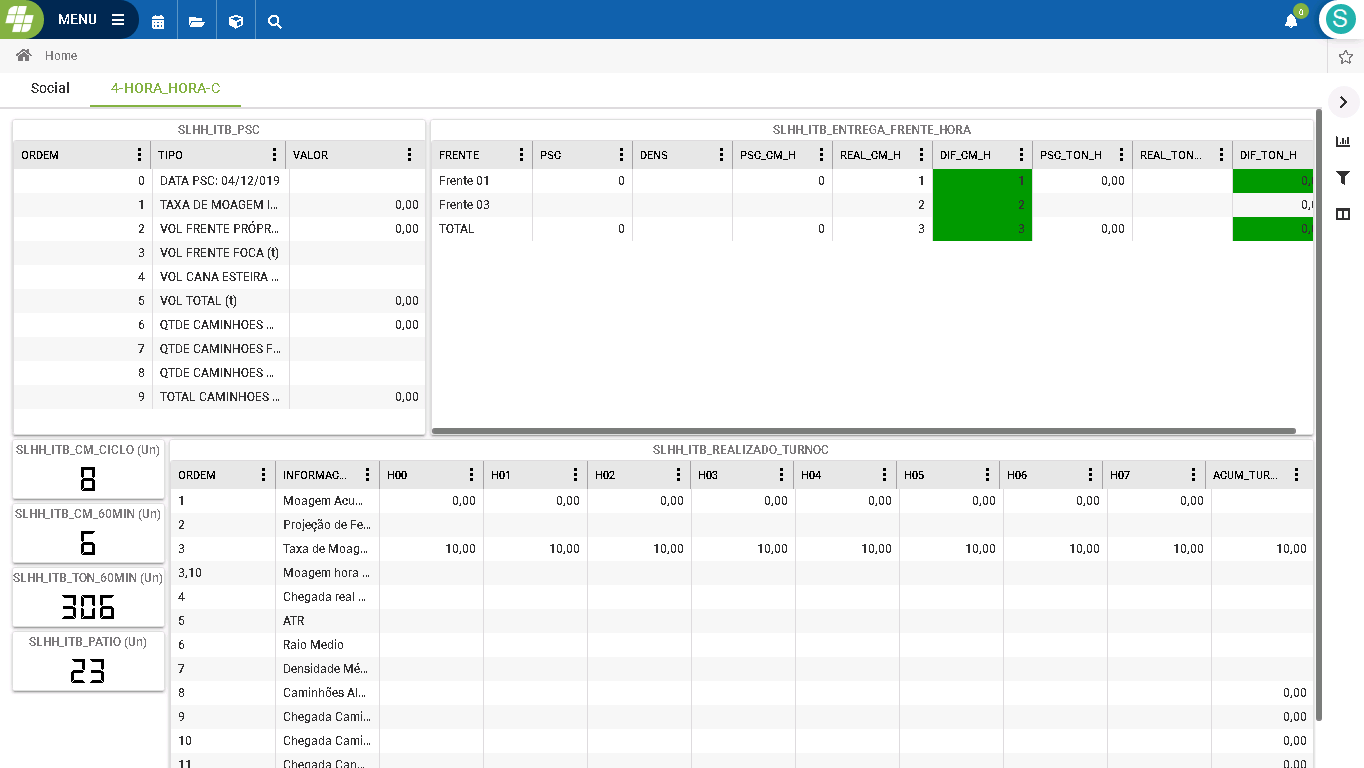 MENU
0
S
Home
Social 4-HORA_HORA-C
SLHH_ITB_PSC
ORDEM TIPO VALOR
0 DATA PSC: 04/12/019
1 TAXA DE MOAGEM I... 0,00
2 VOL FRENTE PRÓPR... 0,00
3 VOL FRENTE FOCA (t)
4 VOL CANA ESTEIRA ...
5 VOL TOTAL (t) 0,00
6 QTDE CAMINHOES ... 0,00
7 QTDE CAMINHOES F...
8 QTDE CAMINHOES ...
9 TOTAL CAMINHOES ... 0,00
SLHH_ITB_ENTREGA_FRENTE_HORA
FRENTE PSC DENS PSC_CM_H REAL_CM_H DIF_CM_H PSC_TON_H REAL_TON... DIF_TON_H
Frente 01 0 0 1 1 0,00 0,
Frente 03 2 2 0,
TOTAL 0 0 3 3 0,00 0,
SLHH_ITB_CM_CICLO (Un)
8
SLHH_ITB_CM_60MIN (Un)
6
SLHH_ITB_TON_60MIN (Un)
306
SLHH_ITB_PATIO (Un)
23
SLHH_ITB_REALIZADO_TURNOC
ORDEM INFORMAC... H00 H01 H02 H03 H04 H05 H06 H07 AGUM_TUR...
1 Moagem Acu... 0,00 0,00 0,00 0,00 0,00 0,00 0,00 0,00
2 Projeção de Fe...
3 Taxa de Moag... 10,00 10,00 10,00 10,00 10,00 10,00 10,00 10,00 10,00
3,10 Moagem hora ...
4 Chegada real ...
5 ATR
6 Raio Medio
7 Densidade Mé...
8 Caminhões Al... 0,00
9 Chegada Cami... 0,00
10 Chegada Cami... 0,00
11 Chegada Can... 0,00